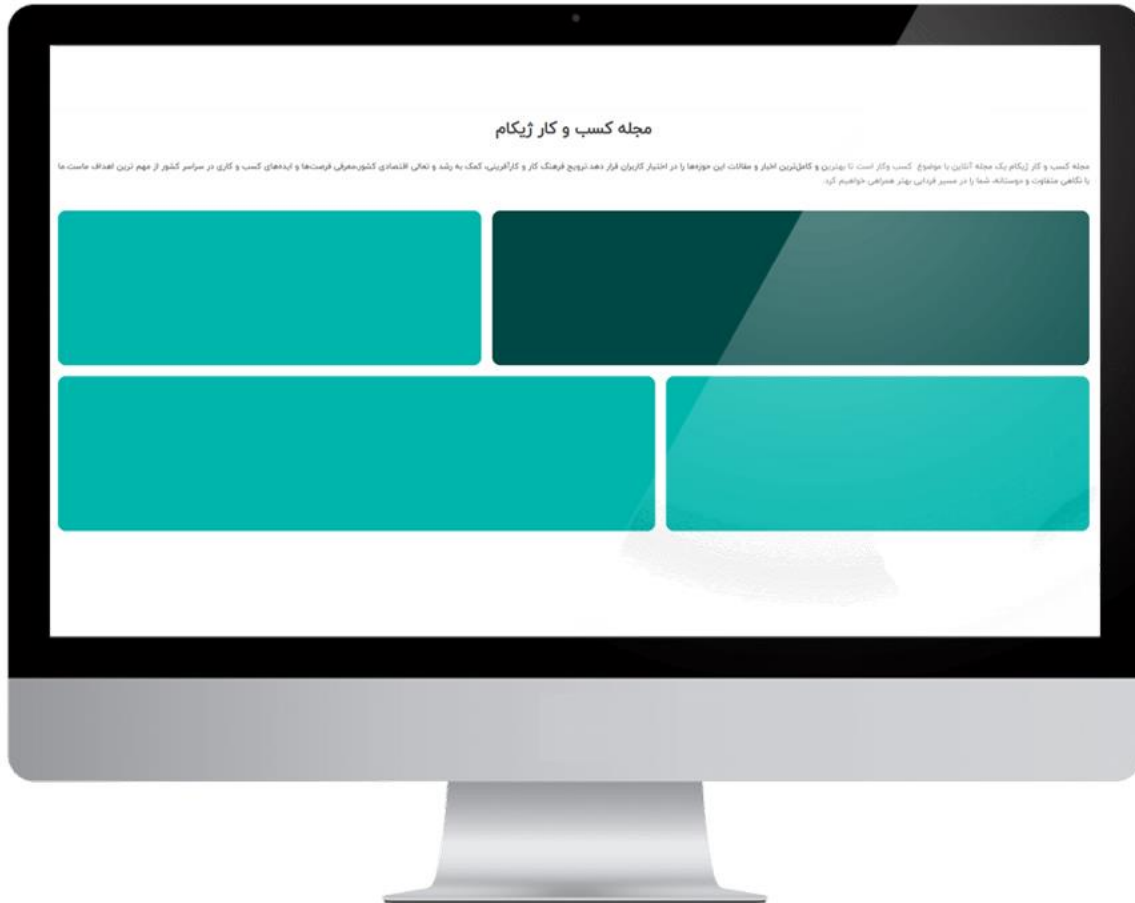 مجله کسب و کار ژیکام
مجله کسب و کار ژیکام یک مجله آنلاین با موضوع کسب وکار است تا بهترین و کامل‌ترین اخبار و مقالات این حوزه‌ها را در اختیار کاربران قرار دهد.ترویج فرهنگ کار و کارآفرینی، کمک به رشد و تعالی اقتصادی کشور،معرفی فرصت‌ها و ایده‌های کسب و کاری در سراسر کشور از مهم ترین اهداف ماست.ما
با نگاهی متفاوت و دوستانه، شما را در مسیر فردایی بهتر همراهی خواهیم کرد.